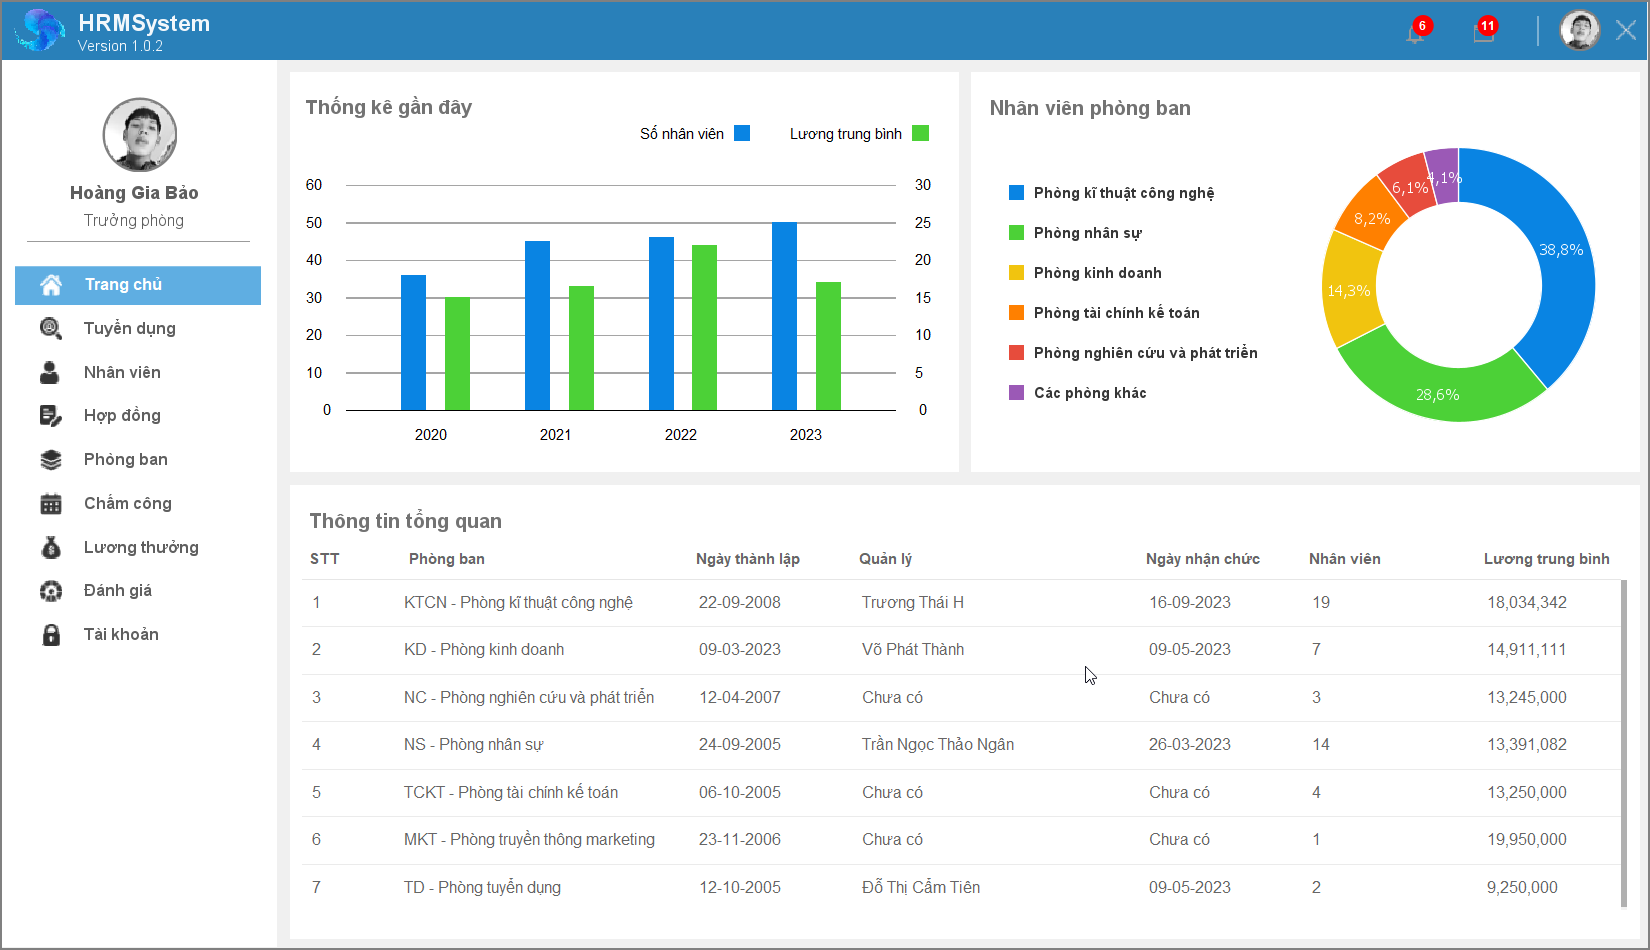 HRMSystem
Version 1.0.2
6
11
Hoàng Gia Bảo
Trưởng phòng
Trang chủ
Tuyển dụng
Nhân viên
Hợp đồng
Phòng ban
Chấm công
Lương thưởng
Đánh giá
Tài khoản
Thống kê gần đây
Số nhân viên
Lương trung bình
60 30
50 25
40 20
30 15
20 10
10 5
0 0
2020 2021 2022 2023
Nhân viên phòng ban
Phòng kĩ thuật công nghệ
Phòng nhân sự
Phòng kinh doanh
Phòng tài chính kế toán
Phòng nghiên cứu và phát triển
Các phòng khác
38,8%
28,6%
14,3%
8,2%
6,1%
4,1%
Thông tin tổng quan
STT Phòng ban Ngày thành lập Quản lý Ngày nhận chức Nhân viên Lương trung bình
1 KTCN - Phòng kĩ thuật công nghệ 22-09-2008 Trương Thái H 16-09-2023 19 18,034,342
2 KD - Phòng kinh doanh 09-03-2023 Võ Phát Thành 09-05-2023 7 14,911,111
3 NC - Phòng nghiên cứu và phát triển 12-04-2007 Chưa có Chưa có 3 13,245,000
4 NS - Phòng nhân sự 24-09-2005 Trần Ngọc Thảo Ngân 26-03-2023 14 13,391,082
5 TCKT - Phòng tài chính kế toán 06-10-2005 Chưa có Chưa có 4 13,250,000
6 MKT - Phòng truyền thông marketing 23-11-2006 Chưa có Chưa có 1 19,950,000
7 TD - Phòng tuyển dụng 12-10-2005 Đỗ Thị Cẩm Tiên 09-05-2023 2 9,250,000